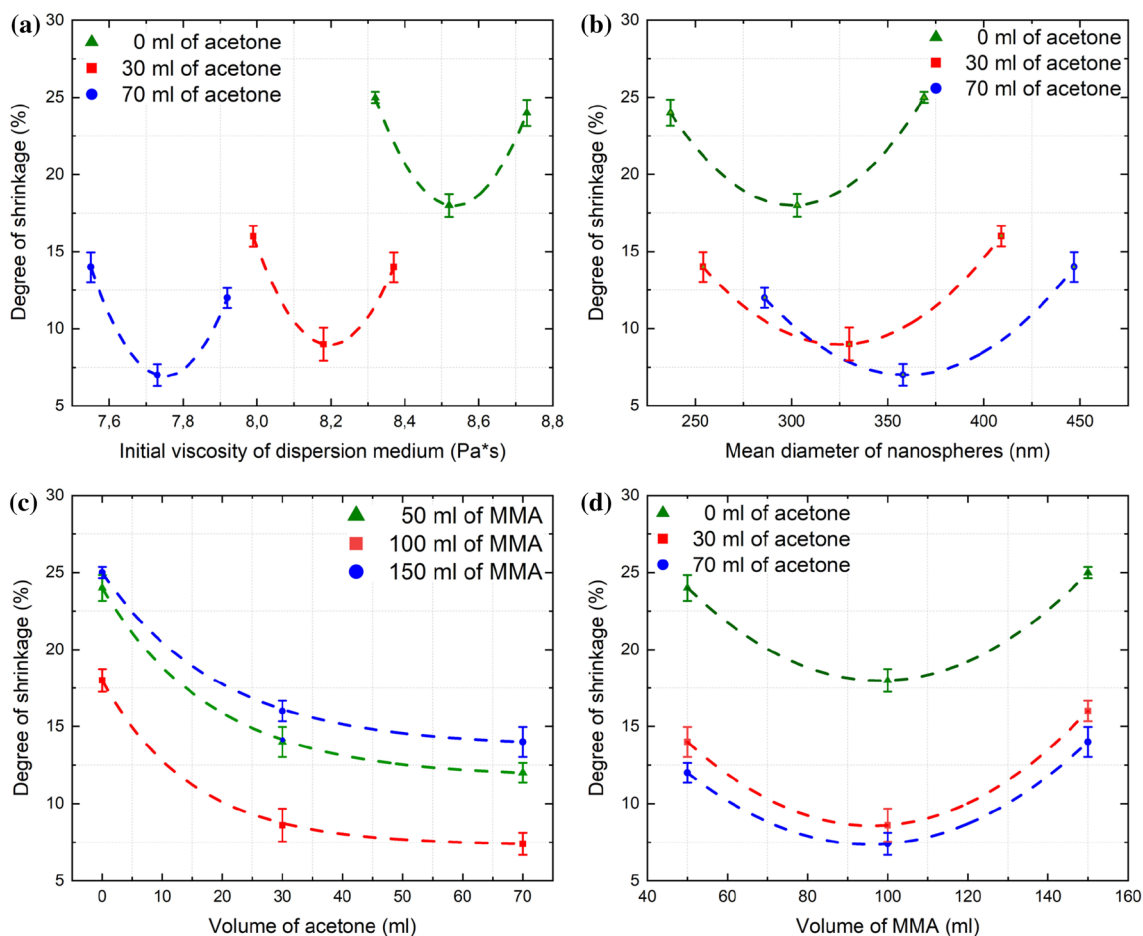 (a)
30
25
20
15
10
5
Degree of shrinkage (%)
0 ml of acetone
30 ml of acetone
70 ml of acetone
7,6 7,8 8,0 8,2 8,4 8,6 8,8
Initial viscosity of dispersion medium (Pa*s)
(b)
30
25
20
15
10
5
Degree of shrinkage (%)
0 ml of acetone
30 ml of acetone
70 ml of acetone
250 300 350 400 450
Mean diameter of nanospheres (nm)
(c)
30
25
20
15
10
5
Degree of shrinkage (%)
50 ml of MMA
100 ml of MMA
150 ml of MMA
0 10 20 30 40 50 60 70
Volume of acetone (ml)
(d)
30
25
20
15
10
5
Degree of shrinkage (%)
0 ml of acetone
30 ml of acetone
70 ml of acetone
40 60 80 100 120 140 160
Volume of MMA (ml)